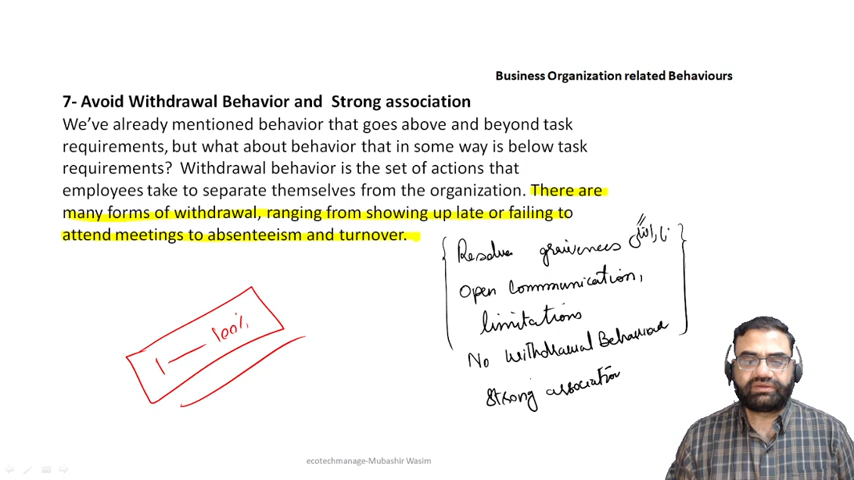 Business Organization related Behaviours
7- Avoid Withdrawal Behavior and Strong association
We've already mentioned behavior that goes above and beyond task
requirements, but what about behavior that in some way is below task
requirements? Withdrawal behavior is the set of actions that
employees take to separate themselves from the organization. There are
many forms of withdrawal, ranging from showing up late or failing to
attend meetings to absenteeism and turnover.
Resolve
Open Communication,
limitations
No withdrawal Behaviour
Strong association
1 — 100%
ecotechmanage-Mubashir Wasim